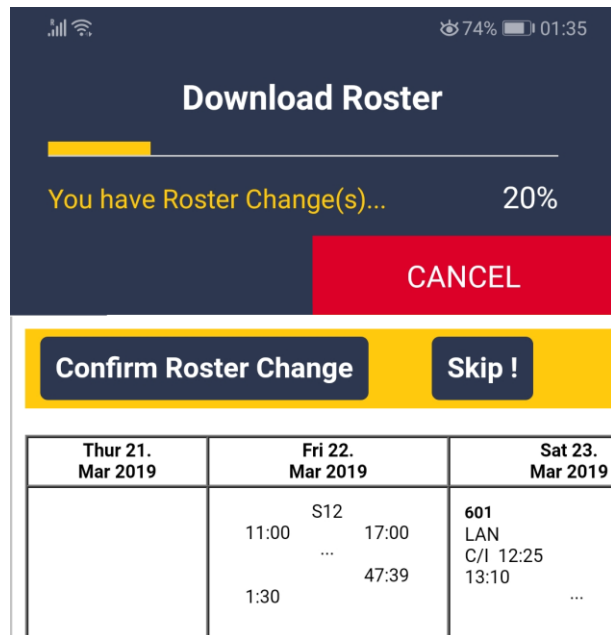 74% 01:35
Download Roster
You have Roster Change(s)... 20%
CANCEL
Confirm Roster Change Skip !
Thur 21. Fri 22. Sat 23.
Mar 2019 Mar 2019 Mar 2019
S12 601
11:00 17:00 LAN
... C/I 12:25
47:39 13:10
1:30 ...